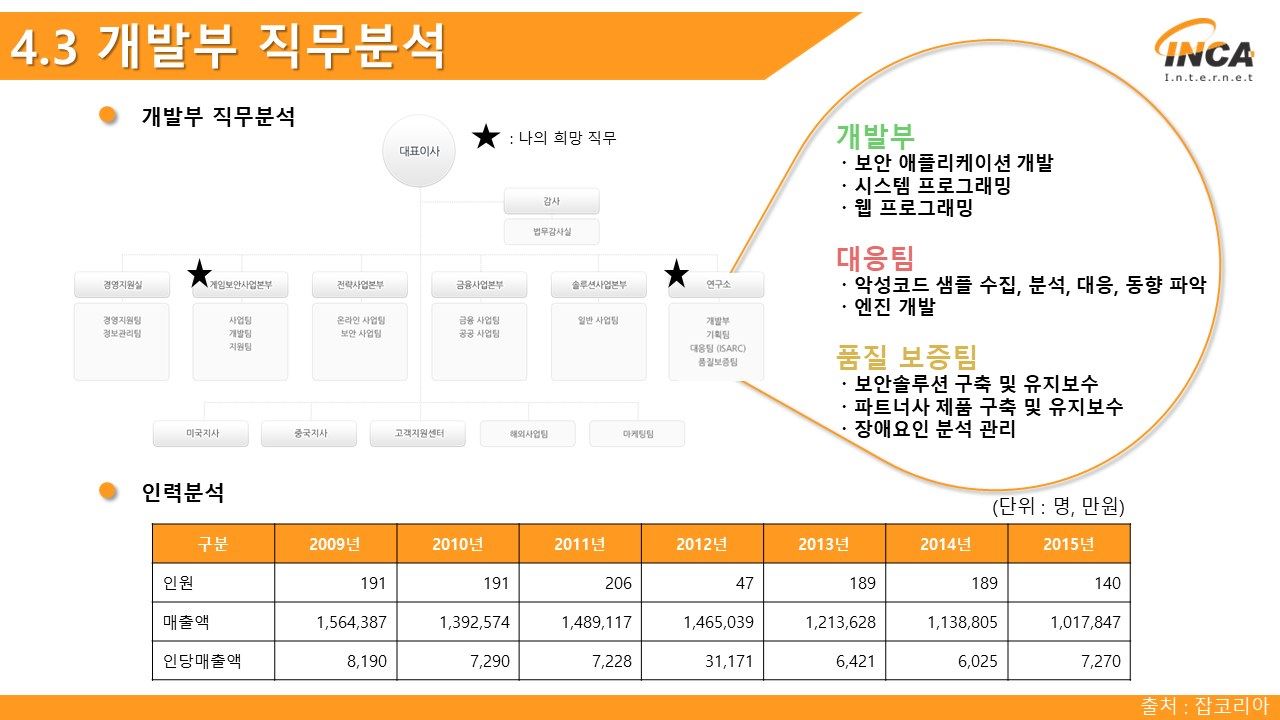 4.3 개발부 직무분석
INCA
I.n.t.e.r.n.e.t
개발부 직무분석
★ : 나의 희망 직무
대표이사
감사
법무감사실
경영지원실
경영지원팀
정보관리팀
★ 게임보안사업본부
사업팀
개발팀
지원팀
전략사업본부
온라인 사업팀
보안 사업팀
금융사업본부
금융 사업팀
공공 사업팀
솔루션사업본부
일반 사업팀
★ 연구소
개발부
기획팀
대응팀 (ISARC)
품질보증팀
미국지사
중국지사
고객지원센터
해외사업팀
마케팅팀
개발부
· 보안 애플리케이션 개발
· 시스템 프로그래밍
· 웹 프로그래밍
대응팀
· 악성코드 샘플 수집, 분석, 대응, 동향 파악
· 엔진 개발
품질 보증팀
· 보안솔루션 구축 및 유지보수
· 파트너사 제품 구축 및 유지보수
· 장애요인 분석 관리
인력분석
(단위 : 명, 만원)
구분 2009년 2010년 2011년 2012년 2013년 2014년 2015년
인원 191 191 206 47 189 189 140
매출액 1,564,387 1,392,574 1,489,117 1,465,039 1,213,628 1,138,805 1,017,847
인당매출액 8,190 7,290 7,228 31,171 6,421 6,025 7,270
출처 : 잡코리아